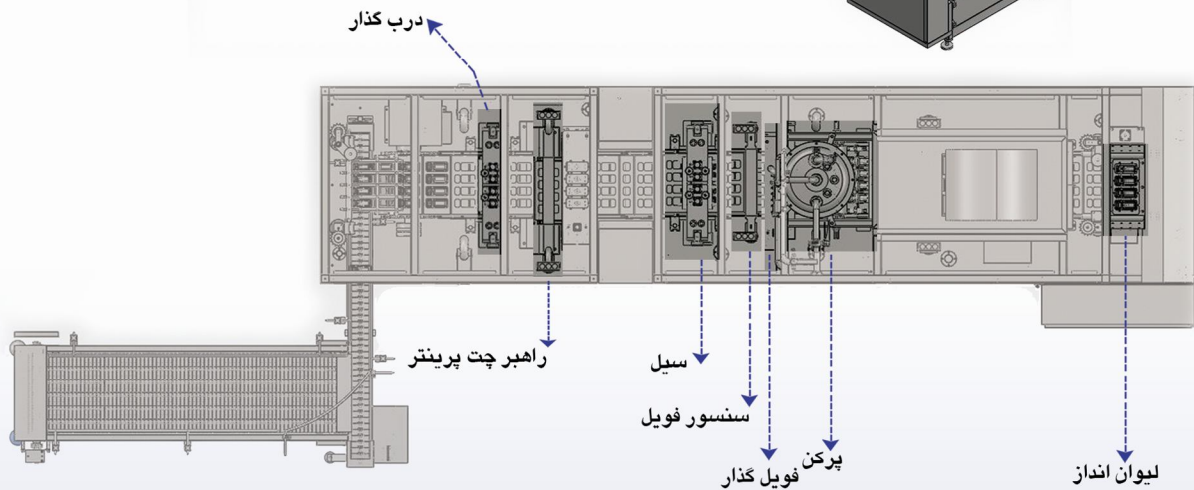 درب گذار
راهبر چت پرینتر
سیل
سنسور فویل
فویل گذار
پرکن
لیوان انداز